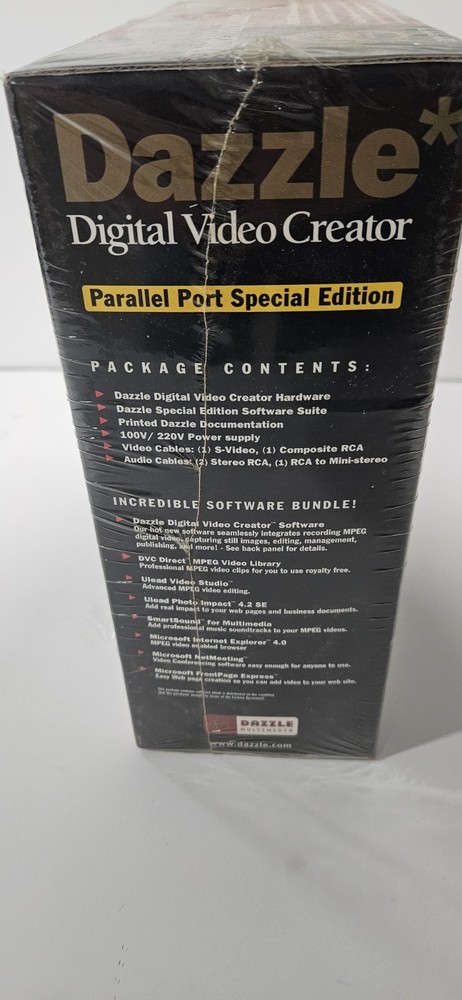 Dazzle*
Digital Video Creator
Parallel Port Special Edition
PACKAGE CONTENTS:
Dazzle Digital Video Creator Hardware
Dazzle Special Edition Software Suite
Printed Dazzle Documentation
100V/ 220V Power supply
Video Cables: (1) S-Video, (1) Composite RCA
Audio Cables: (2) Stereo RCA, (1) RCA to Mini-stereo
INCREDIBLE SOFTWARE BUNDLE!
Dazzle Digital Video Creator™ Software
Our hot new software seamlessly integrates recording MPEG
digital video, capturing still images, editing, management,
publishing, and more! - See back panel for details.
DVC Direct™ MPEG Video Library
Professional MPEG video clips for you to use royalty free.
Ulead Video Studio™
Advanced MPEG video editing.
Ulead Photo Impact™ 4.2 SE
Add real impact to your web pages and business documents.
SmartSound™ for Multimedia
Add professional music soundtracks to your MPEG videos.
Microsoft Internet Explorer™ 4.0
MPEG video enabled browser
Microsoft NetMeeting™
Video Conferencing software easy enough for anyone to use.
Microsoft FrontPage Express™
Easy Web page creation so you can add video to your web site.
DAZZLE
MULTIMEDIA
www.dazzle.com